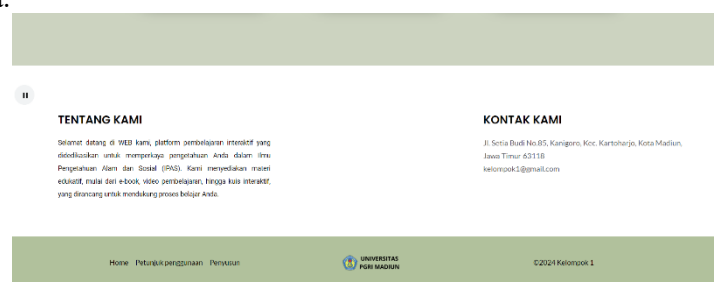 TENTANG KAMI
Selamat datang di WEB kami, platform pembelajaran interaktif yang
didedikasikan untuk memperkaya pengetahuan Anda dalam Ilmu
Pengetahuan Alam dan Sosial (IPAS). Kami menyediakan materi
edukatif, mulai dari e-book, video pembelajaran, hingga kuis interaktif,
yang dirancang untuk mendukung proses belajar Anda.
KONTAK KAMI
Jl. Setia Budi No.85, Kanigoro, Kec. Kartoharjo, Kota Madiun,
Jawa Timur 63118
kelompok1@gmail.com
Home Petunjuk penggunaan Penyusun
UNIVERSITAS
PGRI MADIUN
©2024 Kelompok 1